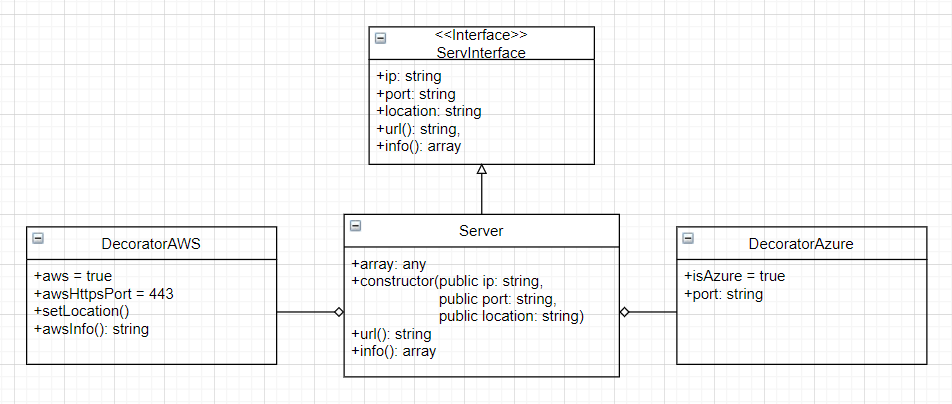 <<Interface>>
ServInterface
+ip: string
+port: string
+location: string
+url(): string,
+info(): array
DecoratorAWS
+aws = true
+awsHttpsPort = 443
+setLocation()
+awsInfo(): string
Server
+array: any
+constructor(public ip: string,
public port: string,
public location: string)
+url(): string
+info(): array
DecoratorAzure
+isAzure = true
+port: string